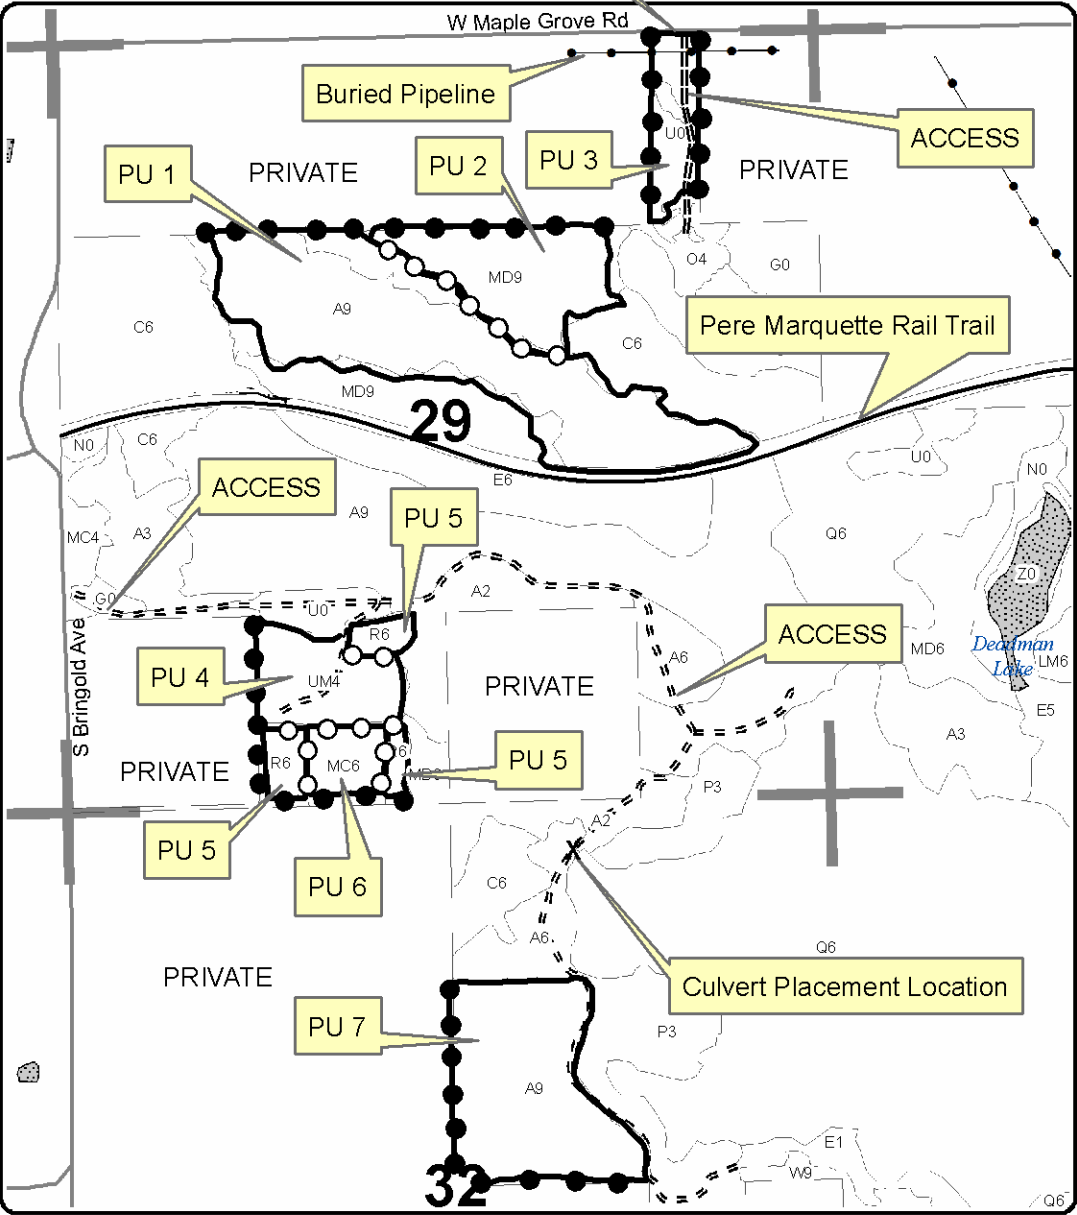 W Maple Grove Rd
Buried Pipeline
ACCESS
U0
PU 3
PU 2
PU 1
PRIVATE
PRIVATE
O4
G0
MD9
A9
C6
C6
Pere Marquette Rail Trail
MD9
29
N0
C6
U0
N0
E6
ACCESS
A9
PU 5
MC4
A3
Q6
Z0
G0
U0
A2
R6
ACCESS
S Bringold Ave
PU 4
UM4
PRIVATE
A6
MD6
Deadman
Lake
LM6
E5
A3
PRIVATE
R6
MC6
PU 5
P3
A2
PU 5
PU 6
C6
A6
Q6
PRIVATE
Culvert Placement Location
PU 7
P3
A9
E1
W9
32
Q6